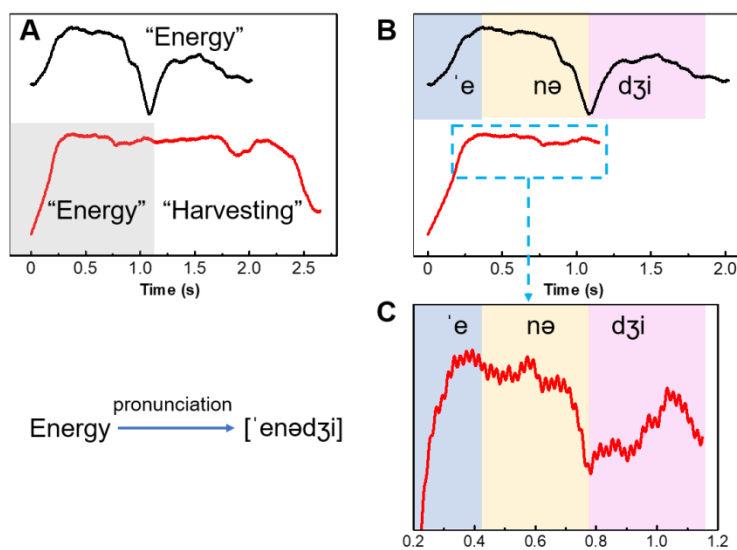 A
“Energy”
“Energy”
“Harvesting”
0.0 0.5 1.0 1.5 2.0 2.5
Time (s)
B
ˈe nə dʒi
0.0 0.5 1.0 1.5 2.0
Time (s)
C
ˈe nə dʒi
0.2 0.4 0.6 0.8 1.0 1.2
pronunciation
Energy [ˈenədʒi]